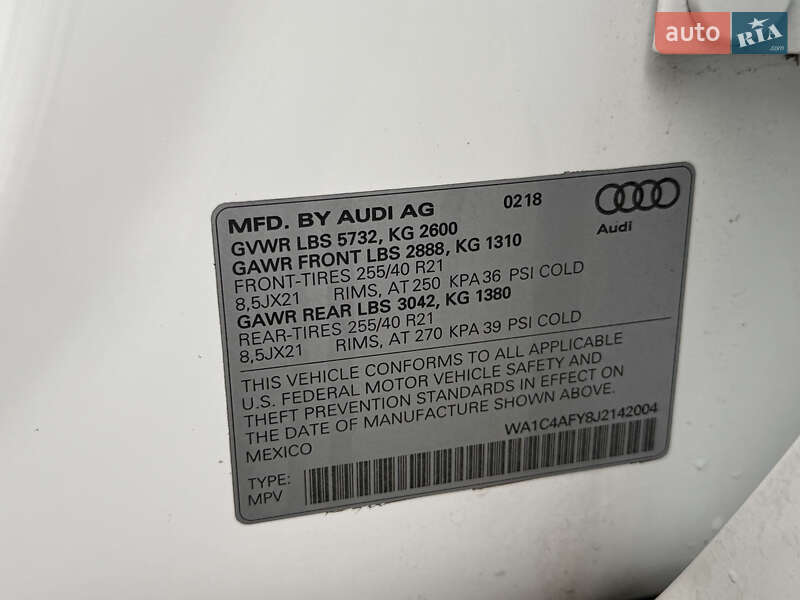 auto RIA.com
MFD. BY AUDI AG 0218
Audi
GVWR LBS 5732, KG 2600
GAWR FRONT LBS 2888, KG 1310
FRONT-TIRES 255/40 R21
8,5JX21 RIMS, AT 250 KPA 36 PSI COLD
GAWR REAR LBS 3042, KG 1380
REAR-TIRES 255/40 R21
8,5JX21 RIMS, AT 270 KPA 39 PSI COLD
THIS VEHICLE CONFORMS TO ALL APPLICABLE
U.S. FEDERAL MOTOR VEHICLE SAFETY AND
THEFT PREVENTION STANDARDS IN EFFECT ON
THE DATE OF MANUFACTURE SHOWN ABOVE.
MEXICO WA1C4AFY8J2142004
TYPE:
MPV